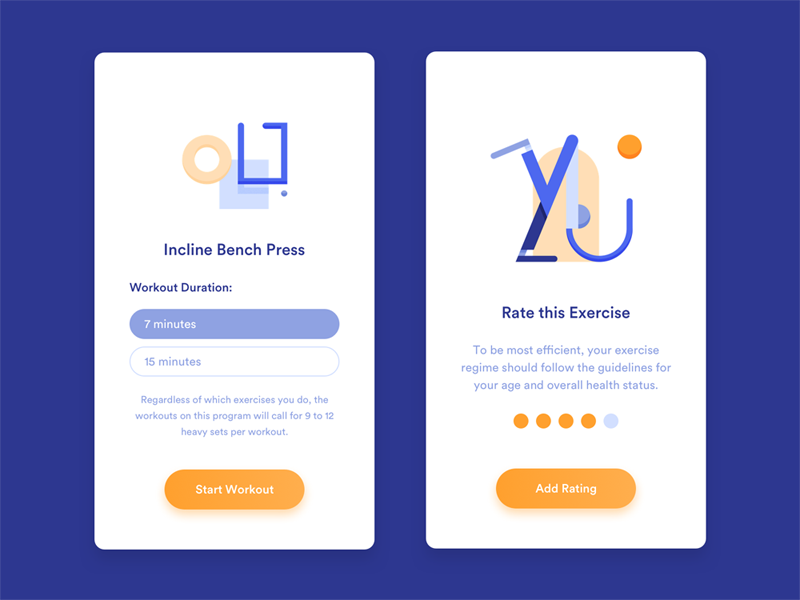 Incline Bench Press
Workout Duration:
7 minutes
15 minutes
Regardless of which exercises you do, the
workouts on this program will call for 9 to 12
heavy sets per workout.
Start Workout
Rate this Exercise
To be most efficient, your exercise
regime should follow the guidelines for
your age and overall health status.
Add Rating